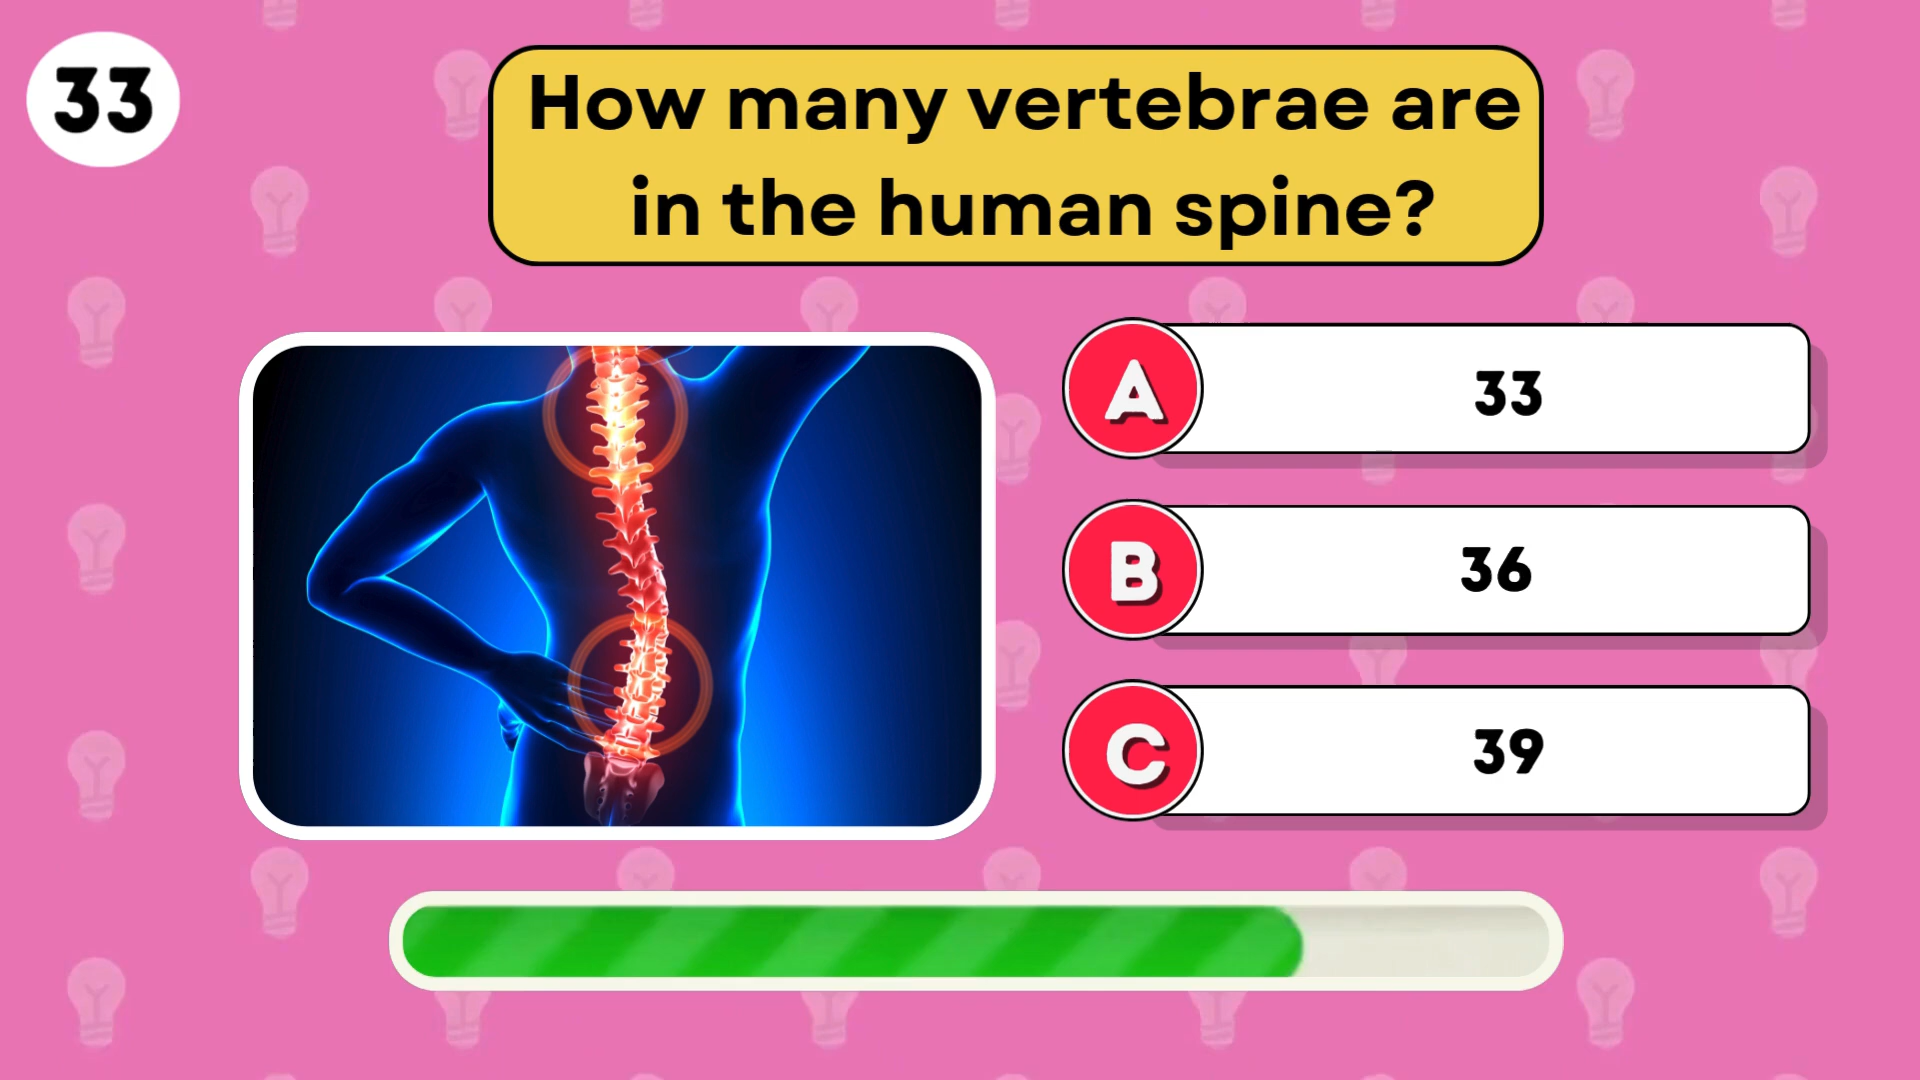 33
How many vertebrae are
in the human spine?
A 33
B 36
C 39